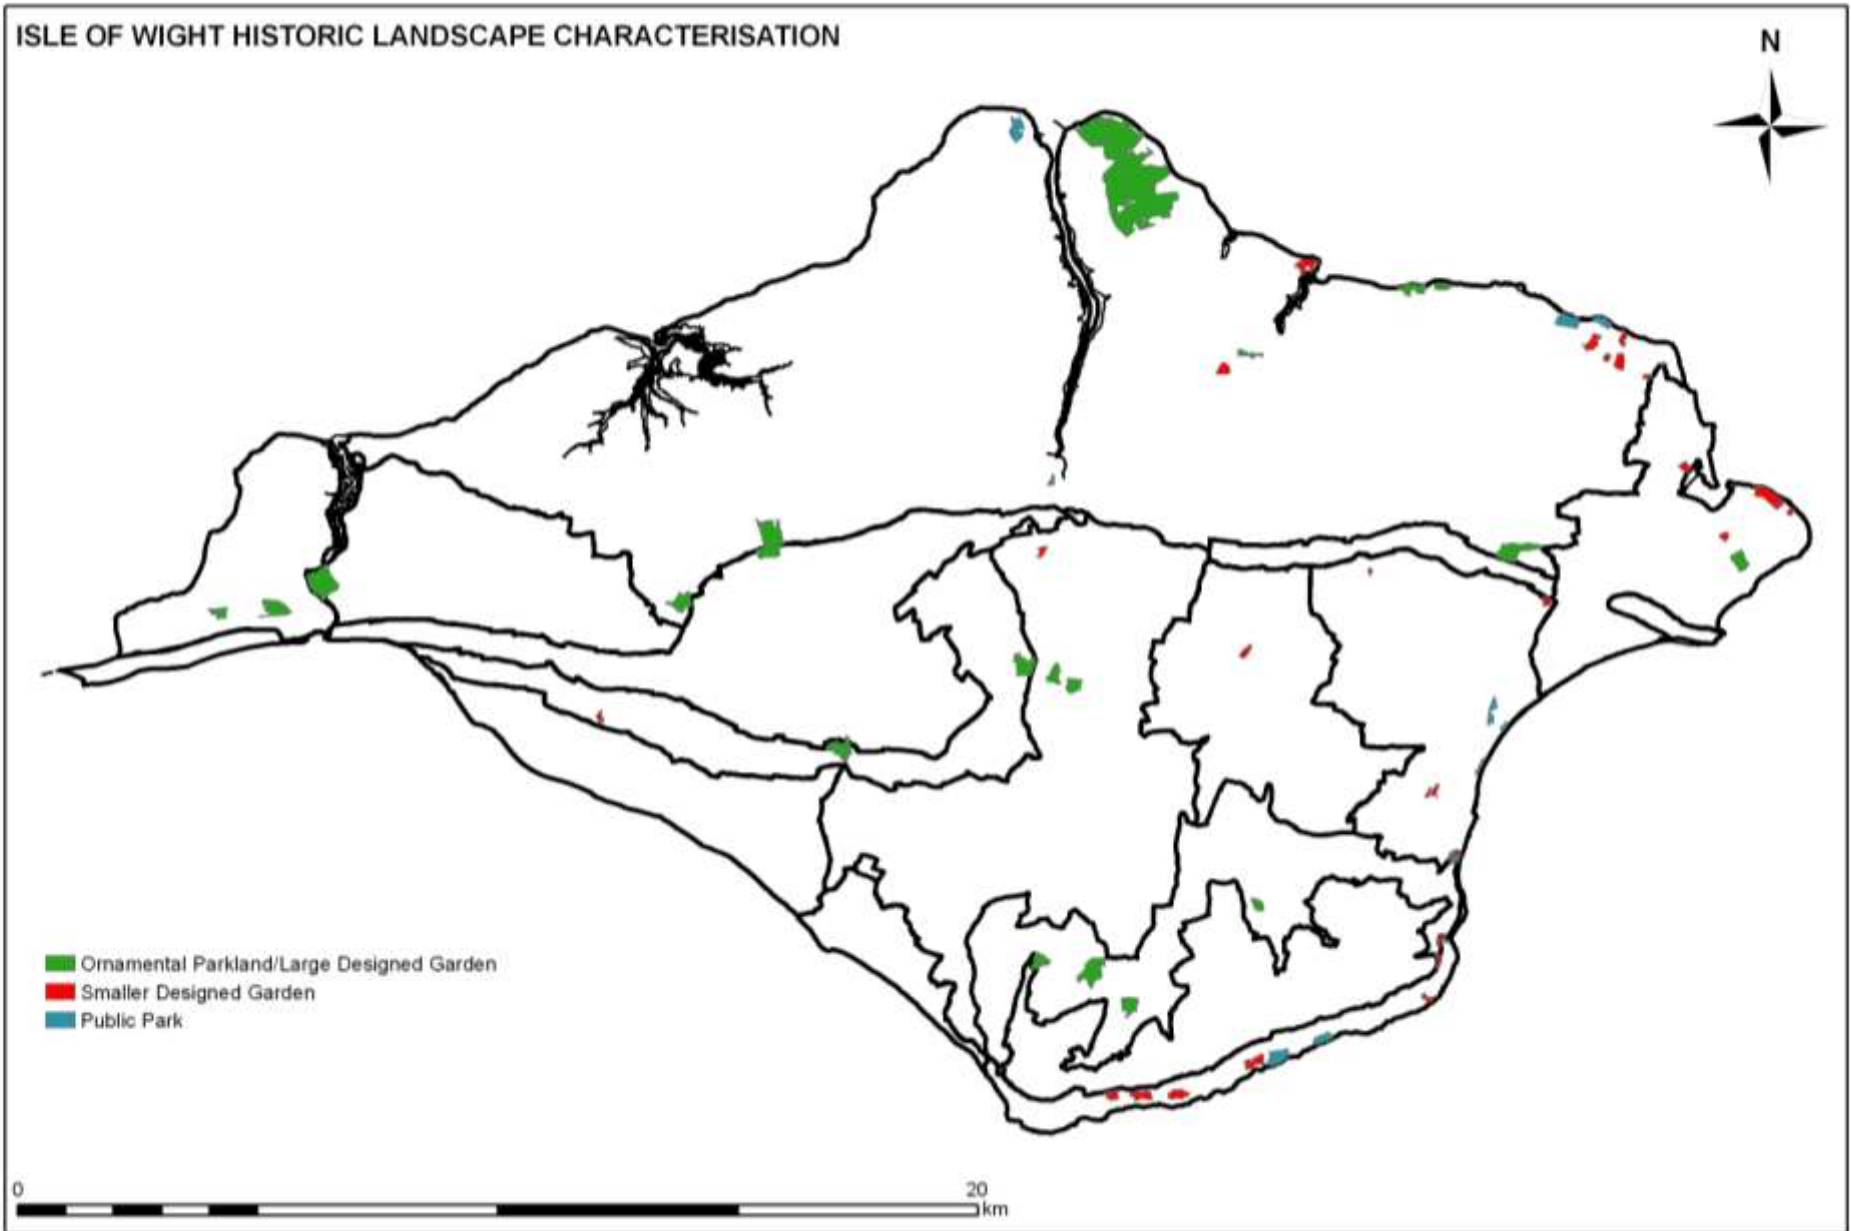 ISLE OF WIGHT HISTORIC LANDSCAPE CHARACTERISATION
N
Ornamental Parkland/Large Designed Garden
Smaller Designed Garden
Public Park
0 20
km